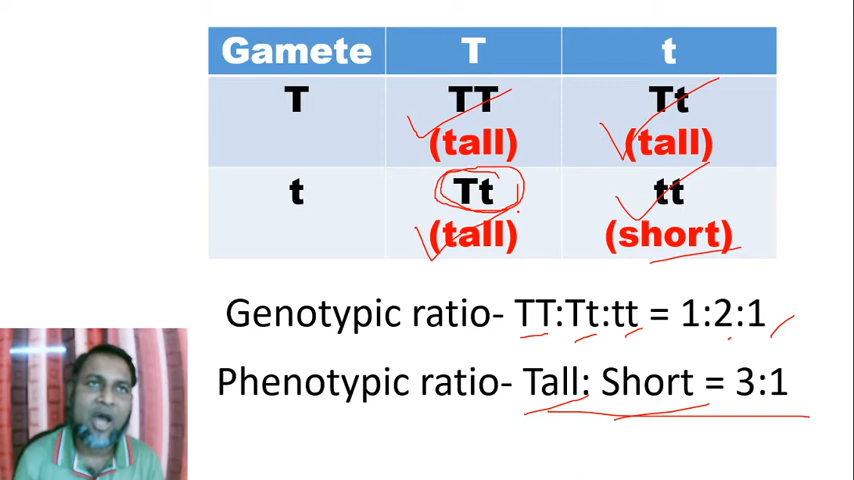 Gamete T t
T TT Tt
(tall) (tall)
t Tt tt
(tall) (short)
Genotypic ratio- TT:Tt:tt = 1:2:1
Phenotypic ratio- Tall: Short = 3:1